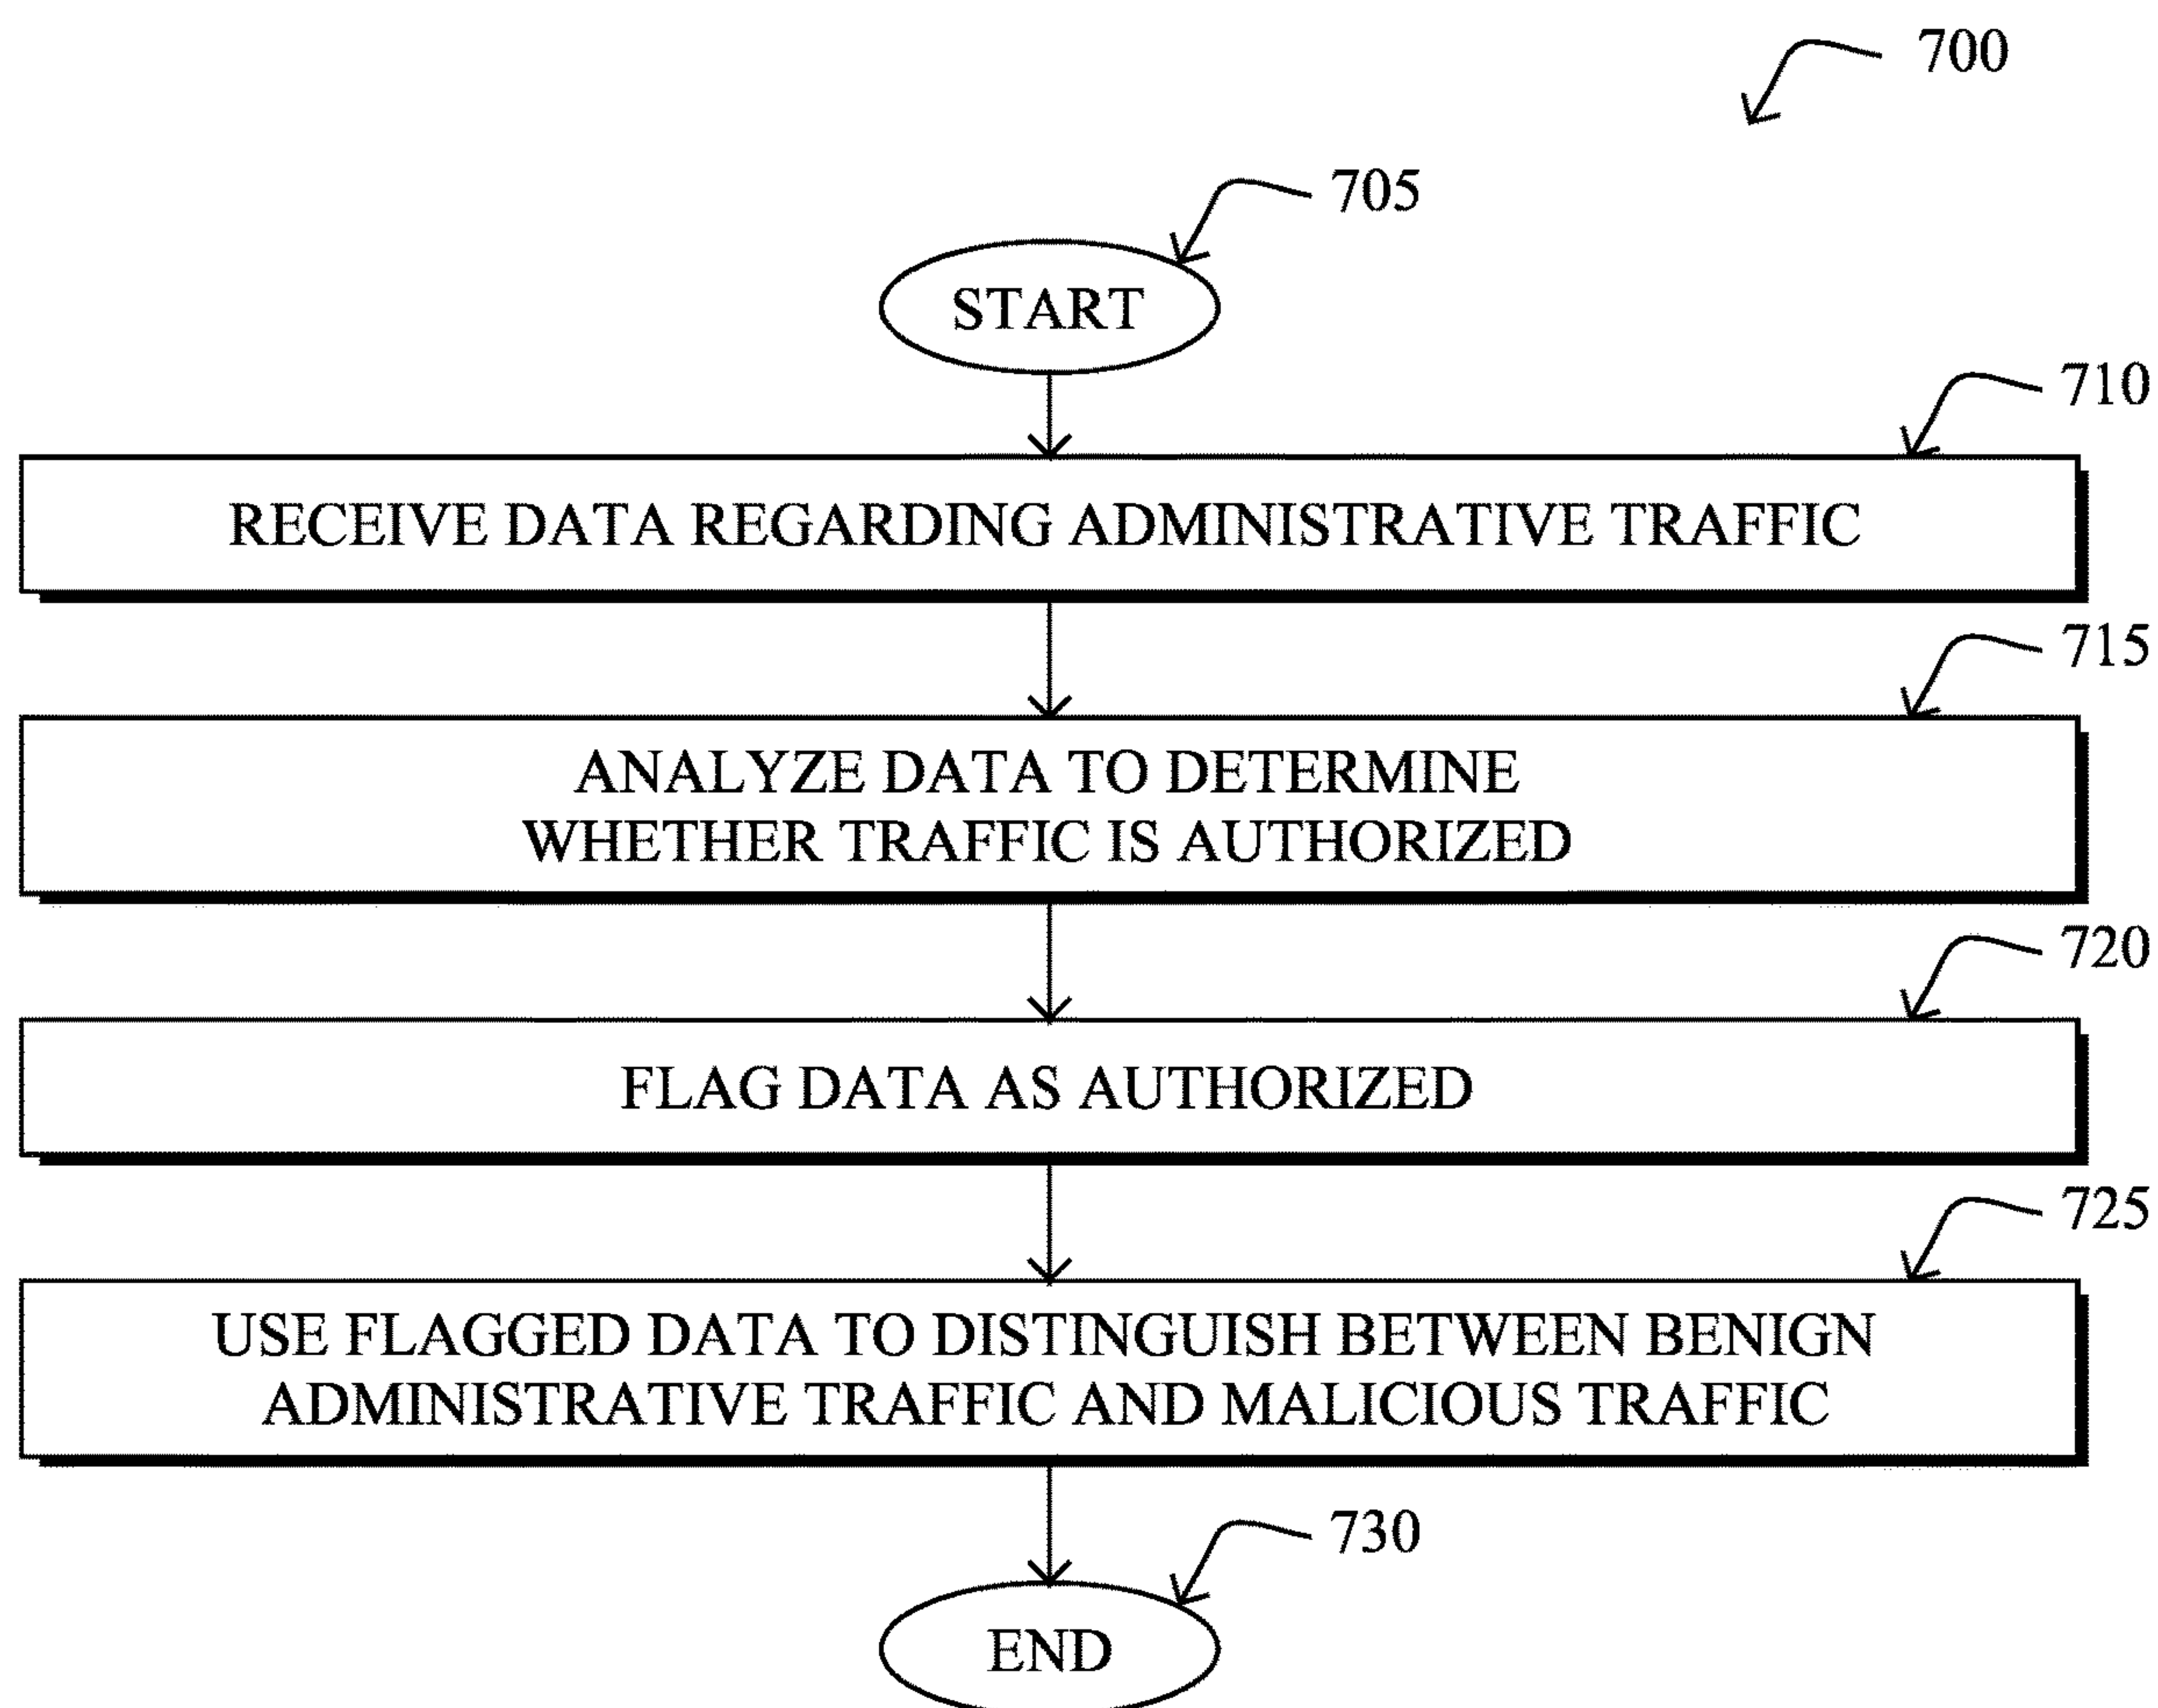 700
705
START
710
RECEIVE DATA REGARDING ADMINISTRATIVE TRAFFIC
715
ANALYZE DATA TO DETERMINE
WHETHER TRAFFIC IS AUTHORIZED
720
FLAG DATA AS AUTHORIZED
725
USE FLAGGED DATA TO DISTINGUISH BETWEEN BENIGN
ADMINISTRATIVE TRAFFIC AND MALICIOUS TRAFFIC
730
END